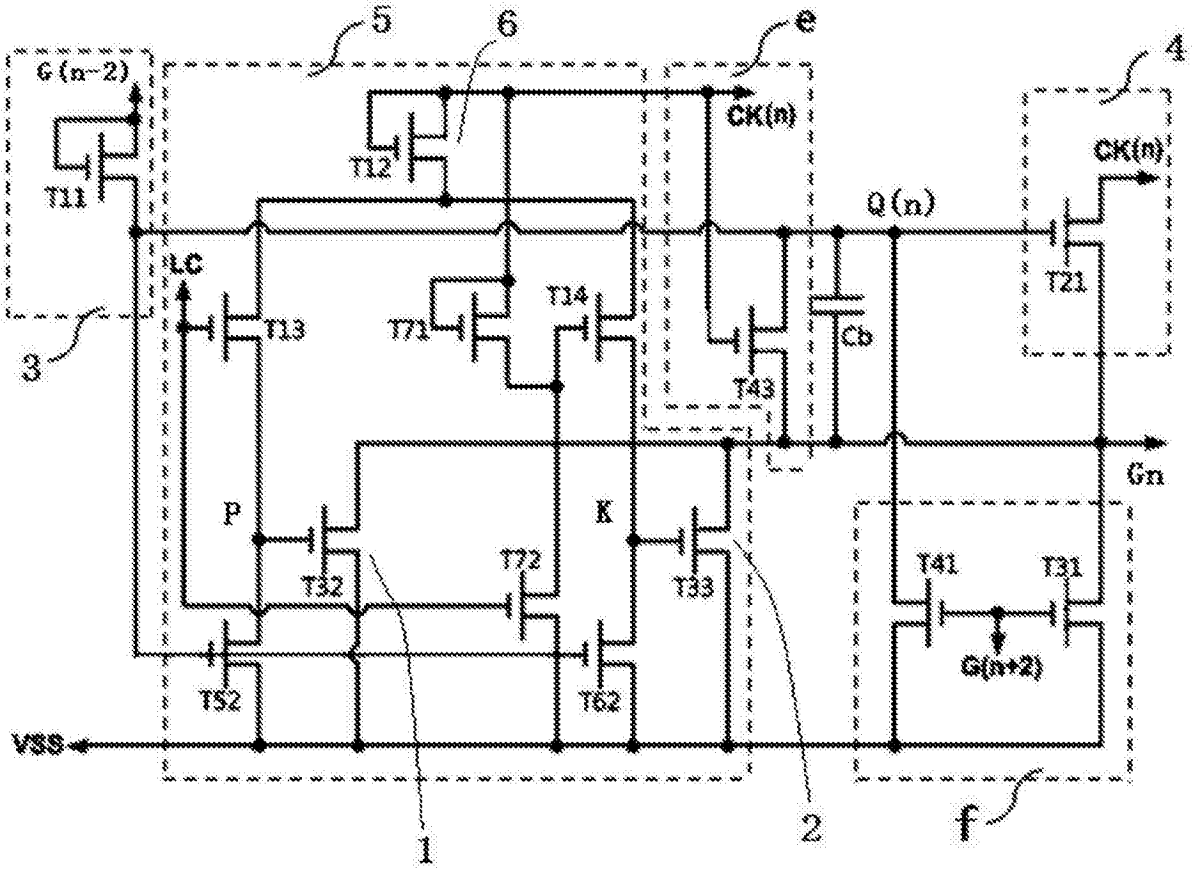 5
6
e
4
G(n-2)
CK(n)
CK(n)
T12
T11
Q(n)
LC
T21
T14
T13
T71
Cb
3
T43
Gn
P
K
T72
T41
T31
T32
T33
G(n+2)
T52
T62
VSS
f
2
1